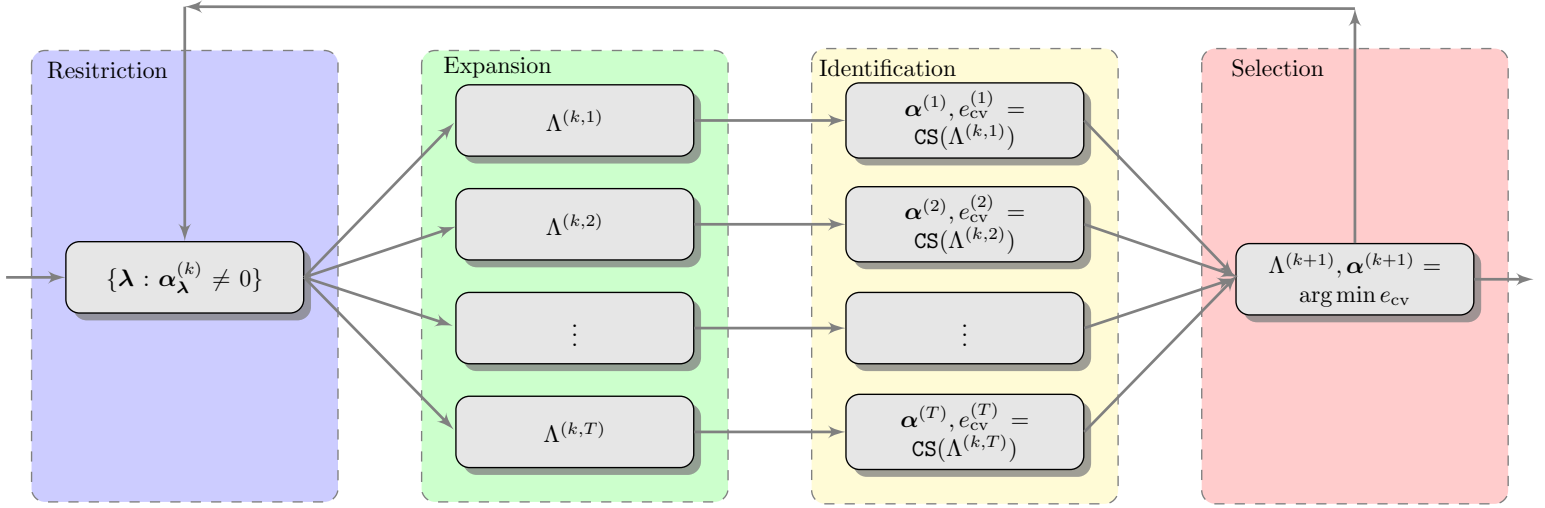 Resitriction
{𝝀 : 𝜶_𝝀^(k) ≠ 0}
Expansion
Λ^(k,1)
Λ^(k,2)
⋮
Λ^(k,T)
Identification
𝜶^(1), e_cv^(1) =
CS(Λ^(k,1))
𝜶^(2), e_cv^(2) =
CS(Λ^(k,2))
⋮
𝜶^(T), e_cv^(T) =
CS(Λ^(k,T))
Selection
Λ^(k+1), 𝜶^(k+1) =
arg min e_cv